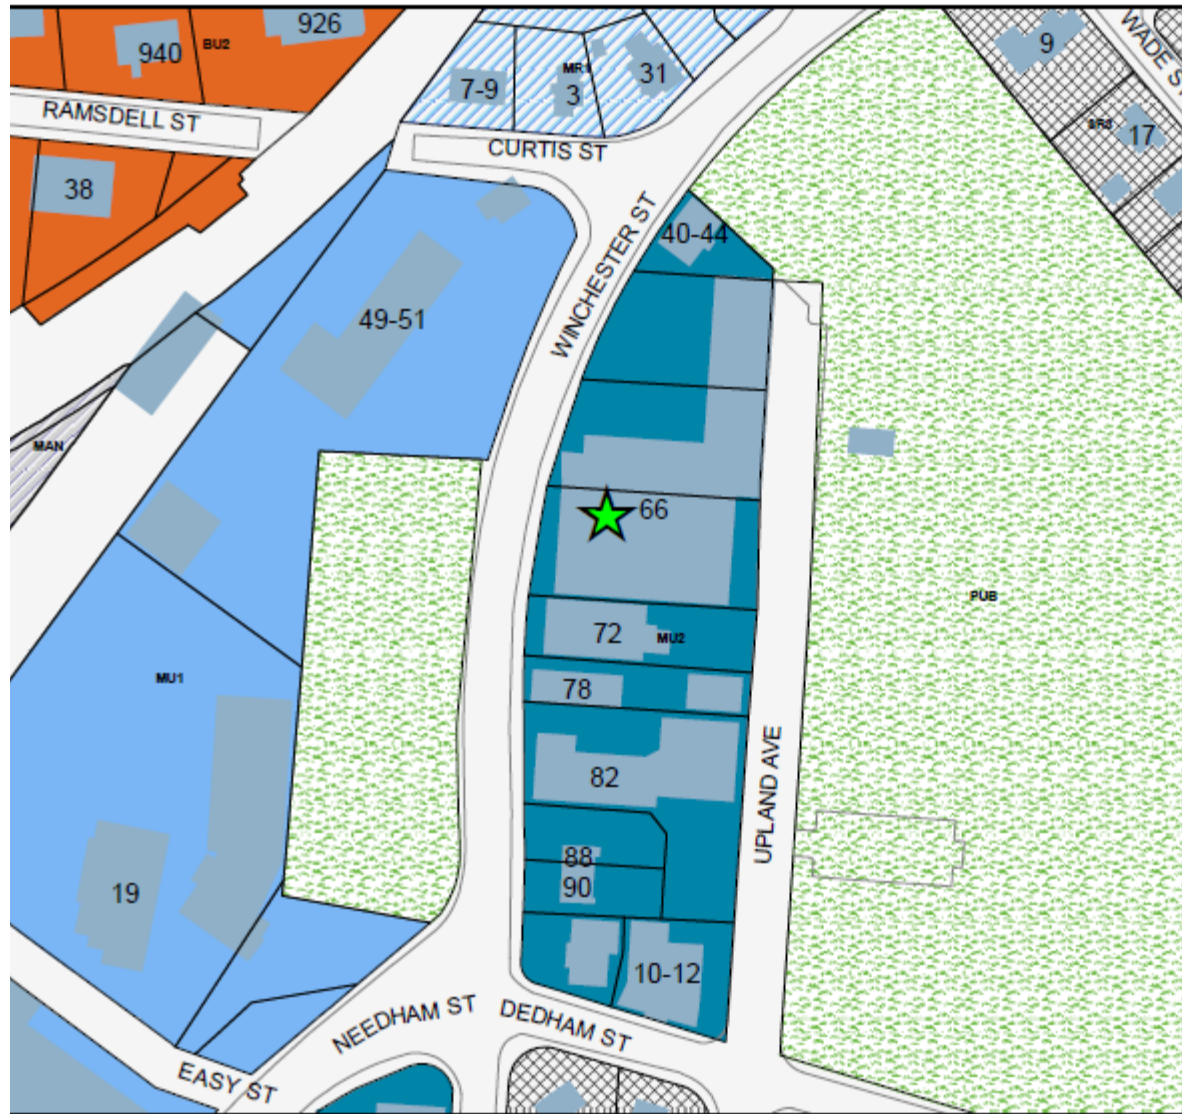 926
940
BU2
9
WADE ST
MR1
31
7-9
3
RAMSDELL ST
CURTIS ST
SR3
17
38
WINCHESTER ST
40-44
49-51
MAN
66
PUB
72
MU2
MU1
78
UPLAND AVE
82
88
90
19
10-12
NEEDHAM ST
DEDHAM ST
EASY ST